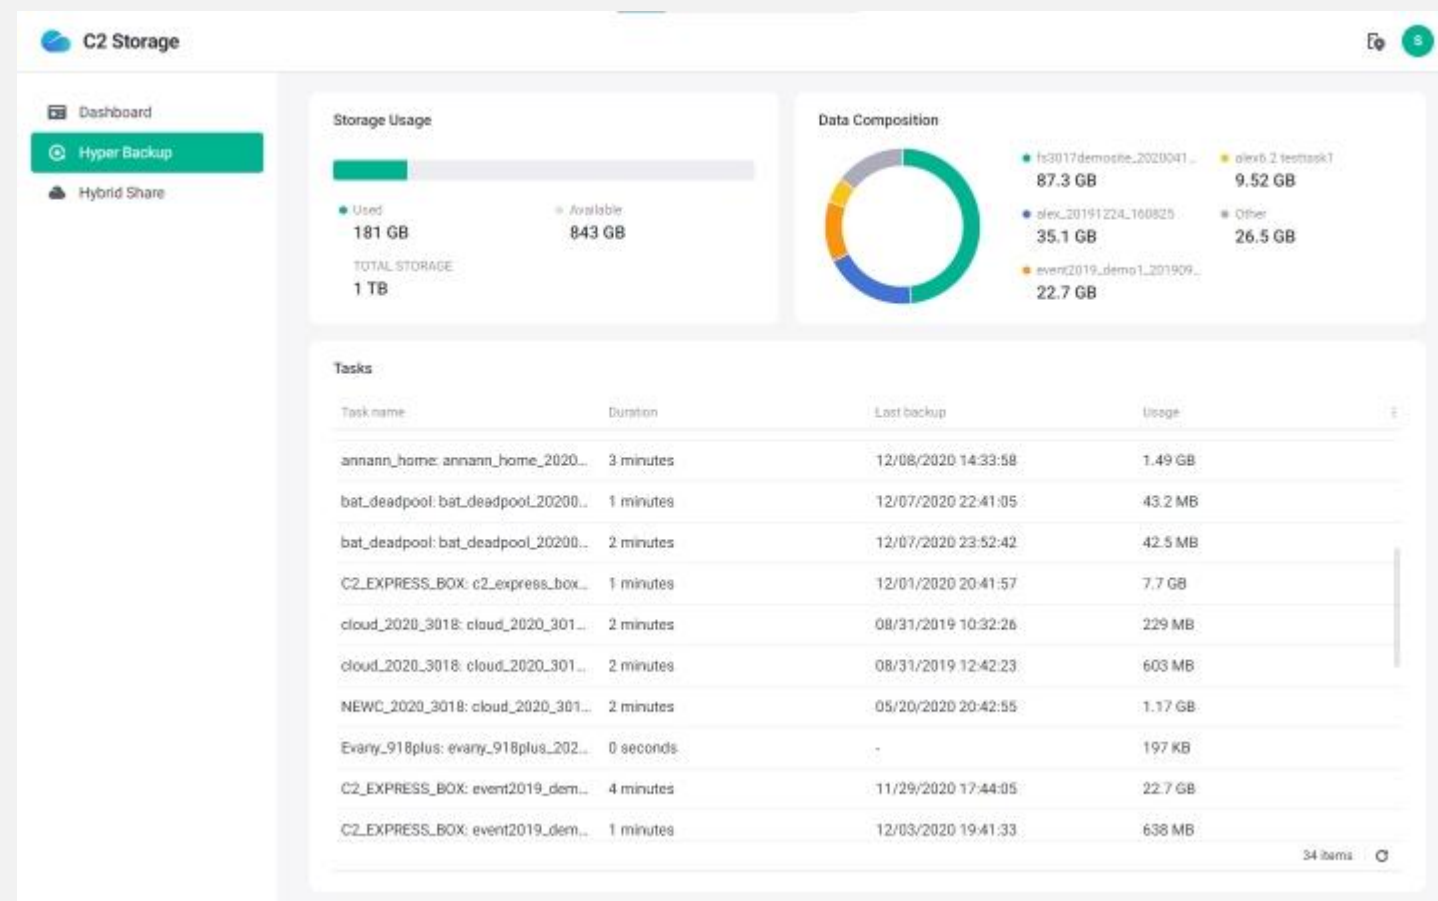 C2 Storage
S
Dashboard
Hyper Backup
Hybrid Share
Storage Usage
Used
181 GB
Available
843 GB
TOTAL STORAGE
1 TB
Data Composition
fs3017demosite_2020041...
87.3 GB
alex6.2 testtask1
9.52 GB
alex_20191224_160825
35.1 GB
Other
26.5 GB
event2019_demo1_201909...
22.7 GB
Tasks
Task name Duration Last backup Usage
annann_home: annann_home_2020... 3 minutes 12/08/2020 14:33:58 1.49 GB
bat_deadpool: bat_deadpool_20200... 1 minutes 12/07/2020 22:41:05 43.2 MB
bat_deadpool: bat_deadpool_20200... 2 minutes 12/07/2020 23:52:42 42.5 MB
C2_EXPRESS_BOX: c2_express_box... 1 minutes 12/01/2020 20:41:57 7.7 GB
cloud_2020_3018: cloud_2020_301... 2 minutes 08/31/2019 10:32:26 229 MB
cloud_2020_3018: cloud_2020_301... 2 minutes 08/31/2019 12:42:23 603 MB
NEWC_2020_3018: cloud_2020_301... 2 minutes 05/20/2020 20:42:55 1.17 GB
Evany_918plus: evany_918plus_202... 0 seconds - 197 KB
C2_EXPRESS_BOX: event2019_dem... 4 minutes 11/29/2020 17:44:05 22.7 GB
C2_EXPRESS_BOX: event2019_dem... 1 minutes 12/03/2020 19:41:33 638 MB
34 items